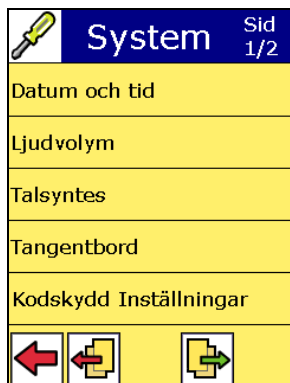 System
Sid
1/2
Datum och tid
Ljudvolym
Talsyntes
Tangentbord
Kodskydd Inställningar